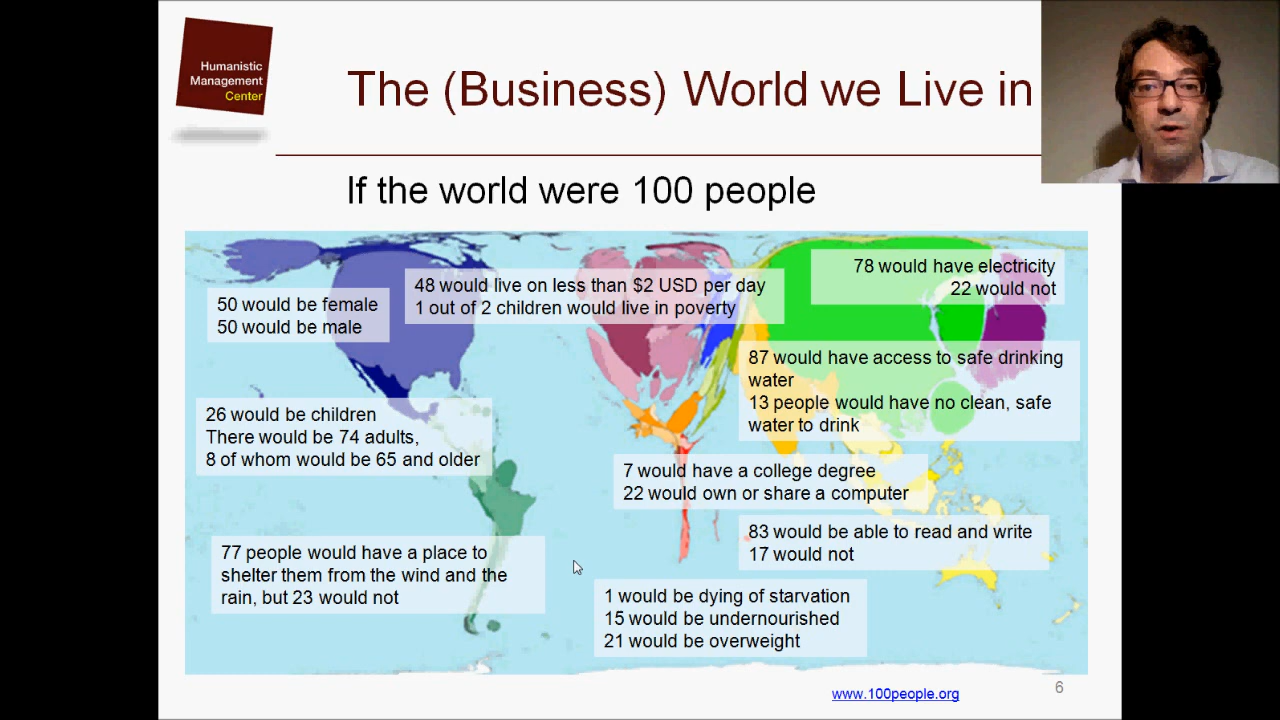 Humanistic
Management
Center
The (Business) World we Live in
If the world were 100 people
50 would be female
50 would be male
48 would live on less than $2 USD per day
1 out of 2 children would live in poverty
78 would have electricity
22 would not
87 would have access to safe drinking
water
13 people would have no clean, safe
water to drink
26 would be children
There would be 74 adults,
8 of whom would be 65 and older
7 would have a college degree
22 would own or share a computer
83 would be able to read and write
17 would not
77 people would have a place to
shelter them from the wind and the
rain, but 23 would not
1 would be dying of starvation
15 would be undernourished
21 would be overweight
www.100people.org
6